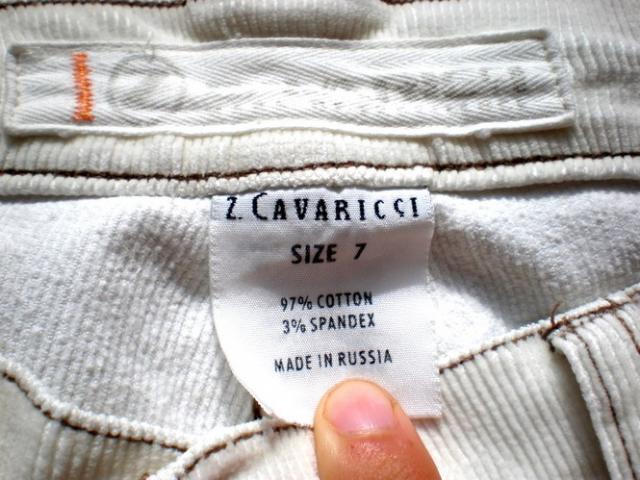 Z. CAVARICCI
SIZE 7
97% COTTON
3% SPANDEX
MADE IN RUSSIA